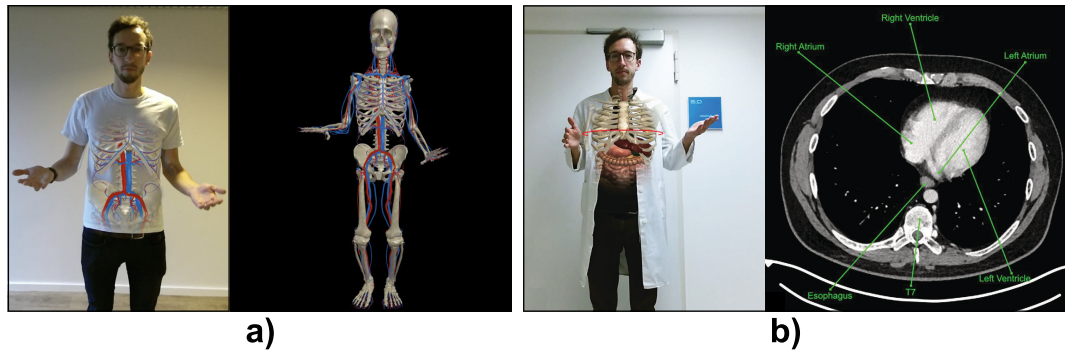 Right Ventricle
Right Atrium
Left Atrium
Left Ventricle
Esophagus
T7
a)
b)